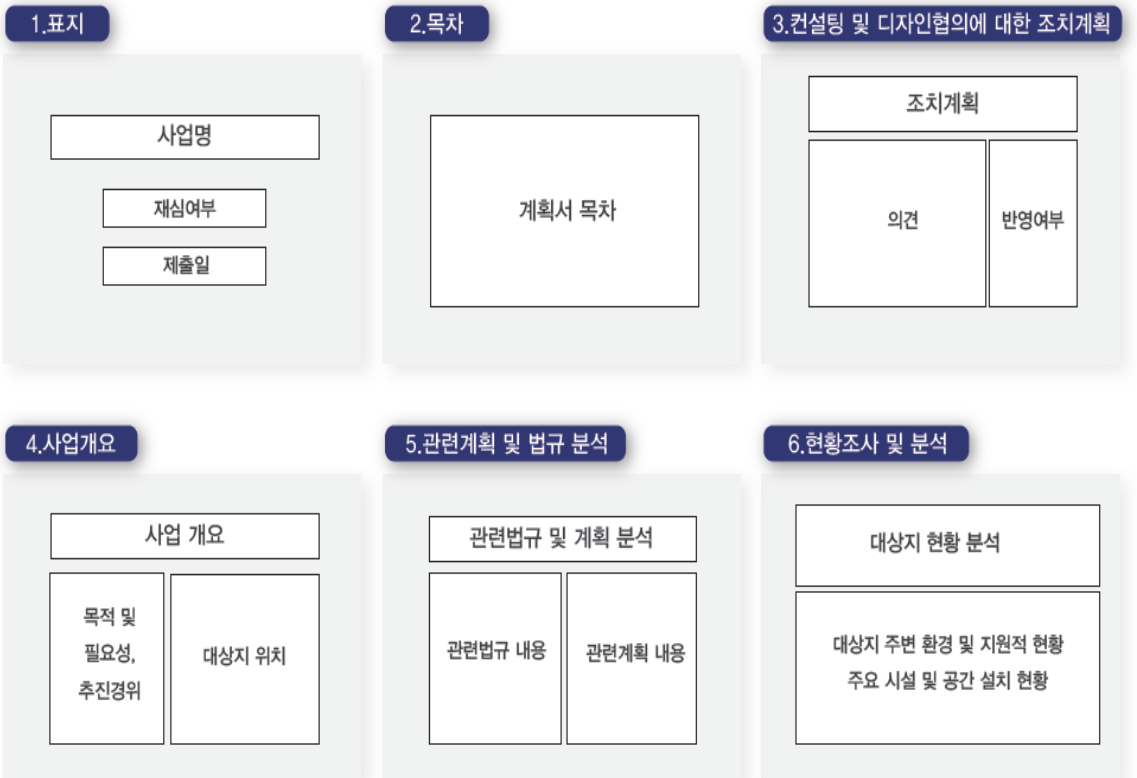 1.표지
사업명
재심여부
제출일
2.목차
계획서 목차
3.컨설팅 및 디자인협의에 대한 조치계획
조치계획
의견
반영여부
4.사업개요
사업 개요
목적 및
필요성,
추진경위
대상지 위치
5.관련계획 및 법규 분석
관련법규 및 계획 분석
관련법규 내용
관련계획 내용
6.현황조사 및 분석
대상지 현황 분석
대상지 주변 환경 및 지원적 현황
주요 시설 및 공간 설치 현황